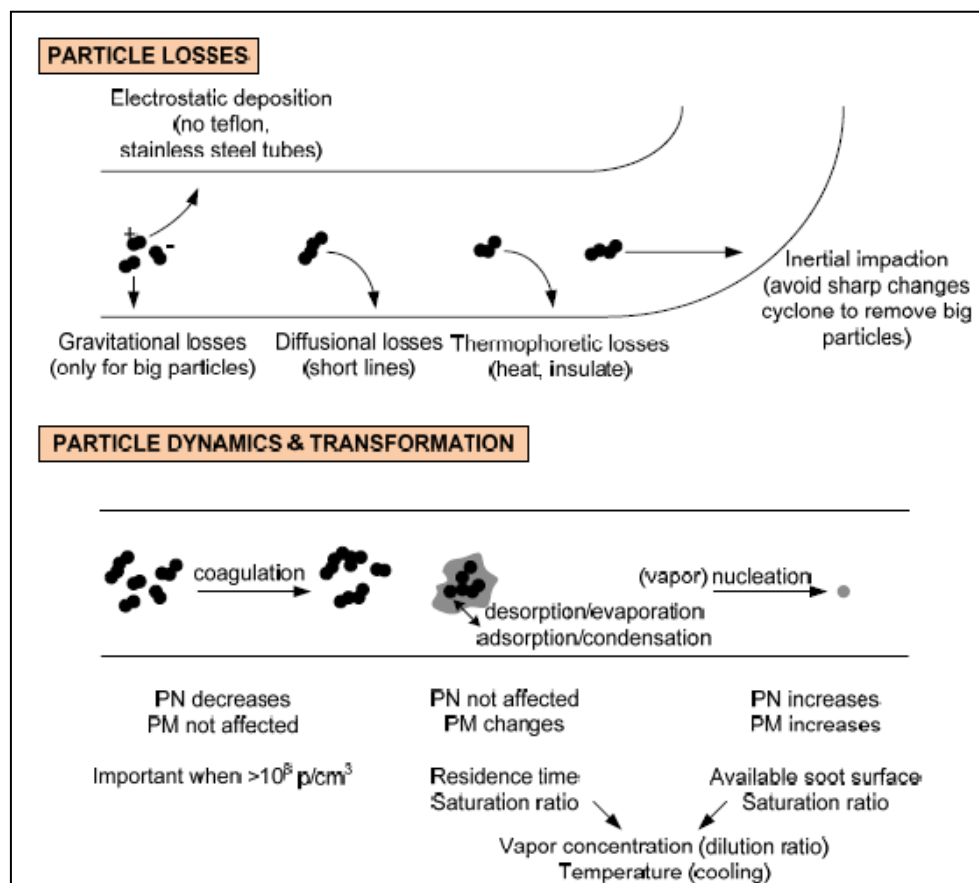 PARTICLE LOSSES
Electrostatic deposition
(no teflon,
stainless steel tubes)
+
-
Inertial impaction
(avoid sharp changes
cyclone to remove big
particles)
Gravitational losses
(only for big particles)
Diffusional losses
(short lines)
Thermophoretic losses
(heat, insulate)
PARTICLE DYNAMICS & TRANSFORMATION
coagulation
(vapor) nucleation
desorption/evaporation
adsorption/condensation
PN decreases
PM not affected
PN not affected
PM changes
PN increases
PM increases
Important when >10⁸ p/cm³
Residence time
Saturation ratio
Available soot surface
Saturation ratio
Vapor concentration (dilution ratio)
Temperature (cooling)